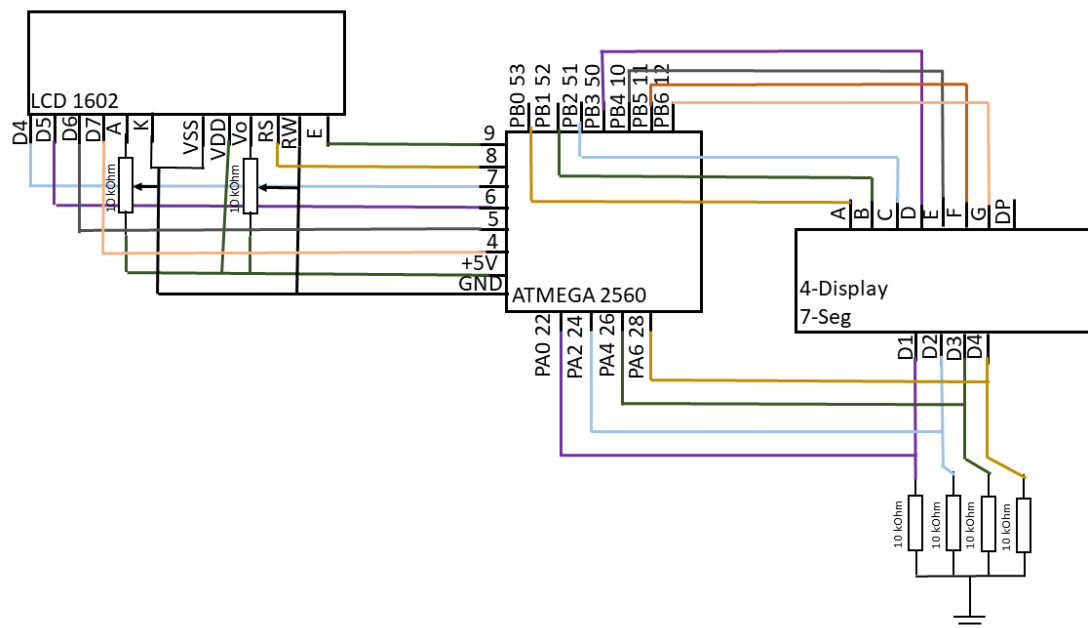 LCD 1602
D4
D5
D6
D7
A
K
VSS
VDD
Vo
RS
RW
E
10 kOhm
10 kOhm
PB0 53
PB1 52
PB2 51
PB3 50
PB4 10
PB5 11
PB6 12
9
8
7
6
5
4
+5V
GND
ATMEGA 2560
PA0 22
PA2 24
PA4 26
PA6 28
A
B
C
D
E
F
G
DP
4-Display
7-Seg
D1
D2
D3
D4
10 kOhm
10 kOhm
10 kOhm
10 kOhm